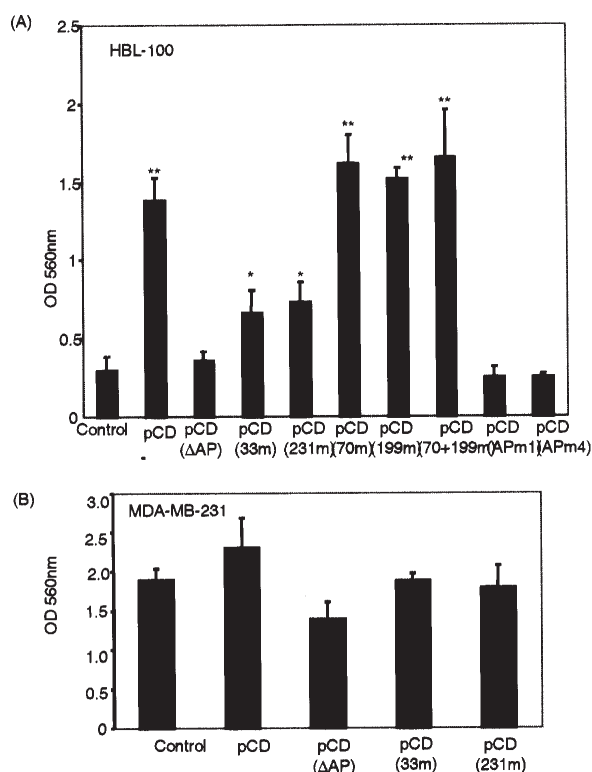 (A)
HBL-100
2.5
2
1.5
1
0.5
0
OD 560nm
** * * ** ** **
Control pCD pCD pCD pCD pCD pCD pCD pCD pCD
(ΔAP) (33m) (231m) (70m) (199m) (70+199m) (APm1) (APm4)
(B)
MDA-MB-231
3.0
2.5
2.0
1.5
1.0
0.5
0
OD 560nm
Control pCD pCD pCD pCD
(ΔAP) (33m) (231m)